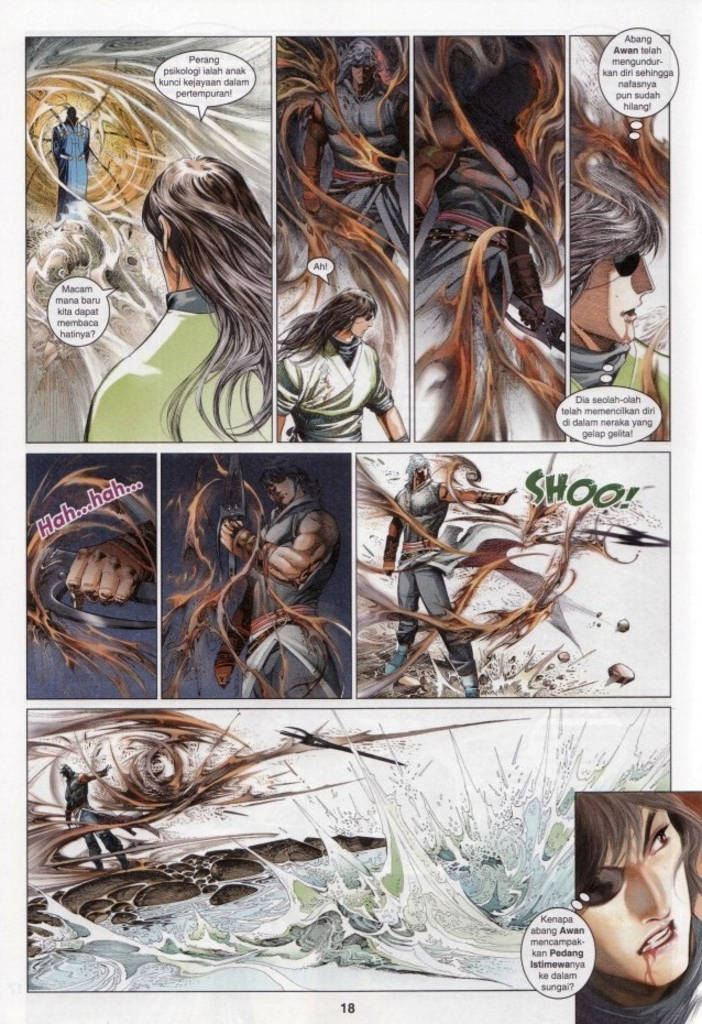 Perang
psikologi ialah anak
kunci kejayaan dalam
pertempuran!
Macam
mana baru
kita dapat
membaca
hatinya?
Ah!
Abang
Awan telah
mengundur-
kan diri sehingga
nafasnya
pun sudah
hilang!
Dia seolah-olah
telah memencilkan diri
di dalam neraka yang
gelap gelita!
Hah...hah...
SHOO!
Kenapa
abang Awan
mencampak-
kan Pedang
Istimewanya
ke dalam
sungai?
18